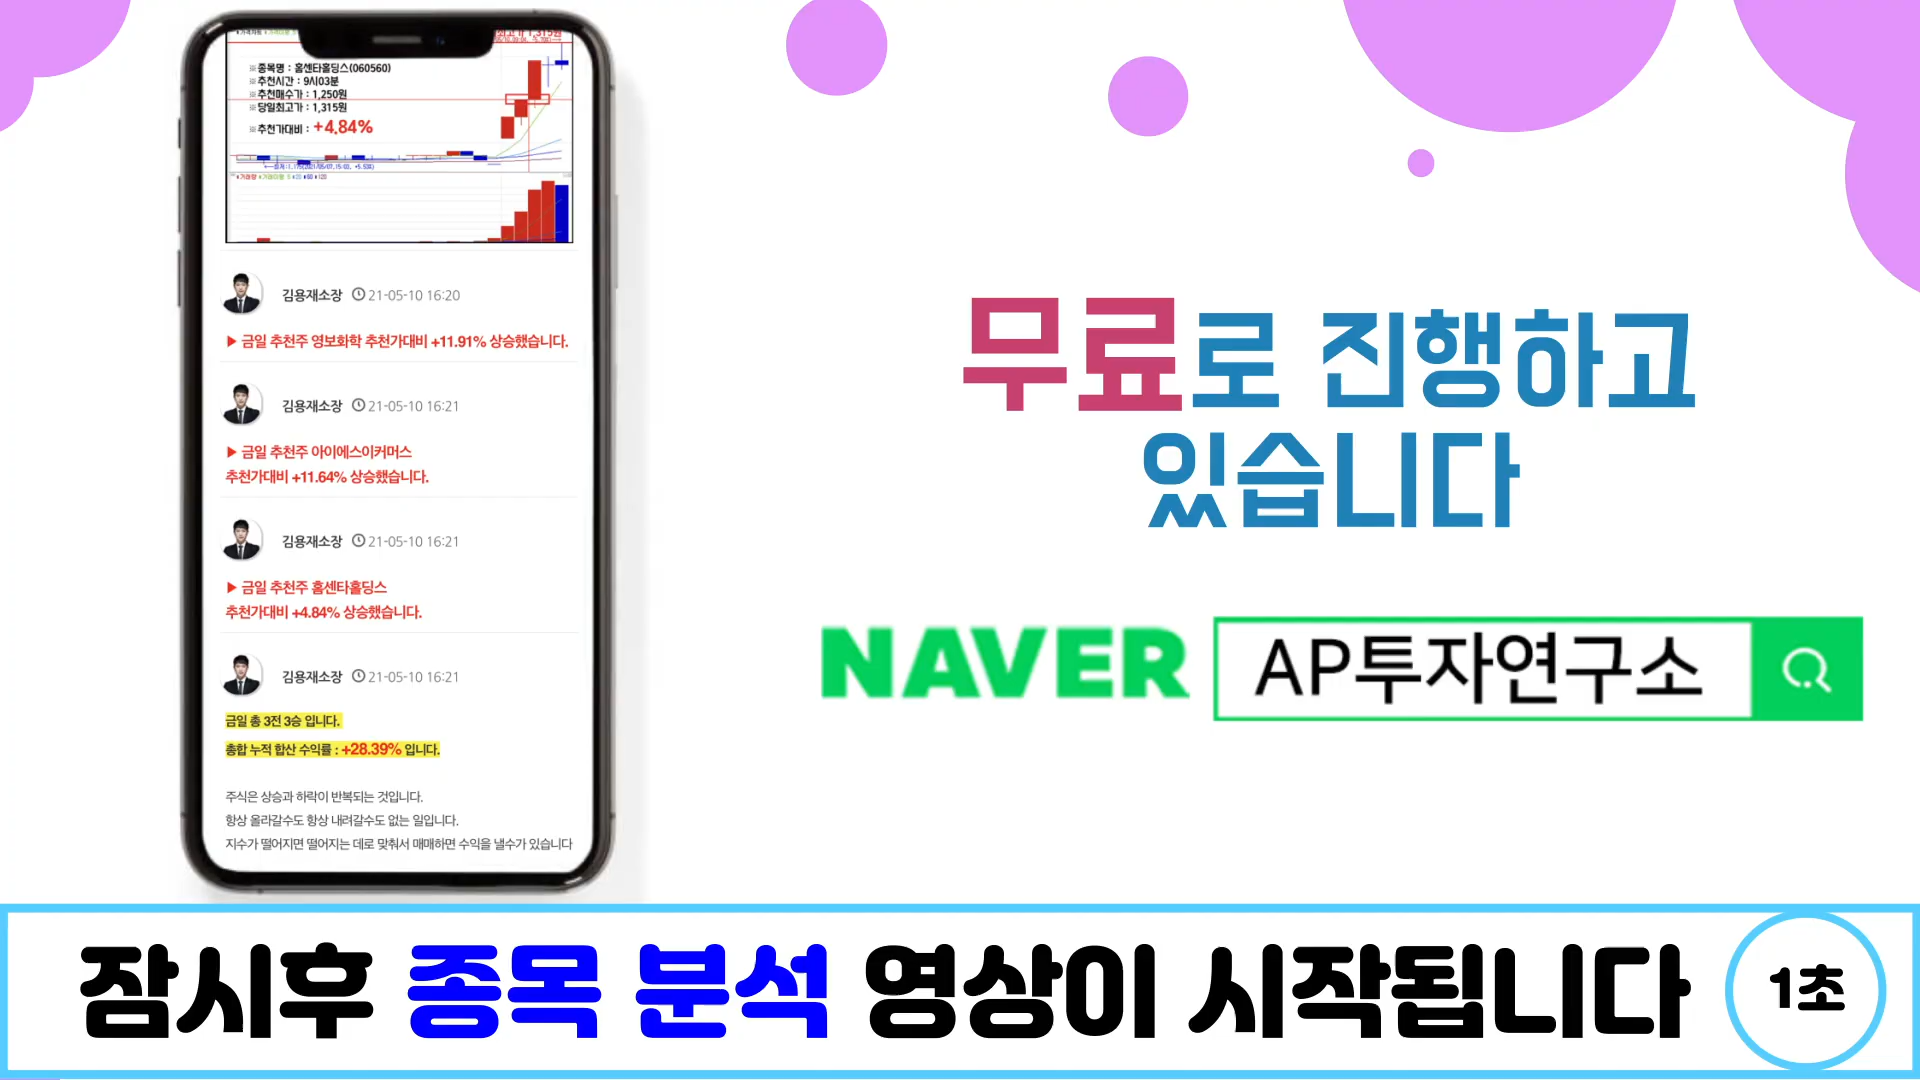 ※종목명 : 홈센타홀딩스(060560)
※추천시간 : 9시03분
※추천매수가 : 1,250원
※당일최고가 : 1,315원
※추천가대비 : +4.84%
김용재소장 21-05-10 16:20
▶ 금일 추천주 영보화학 추천가대비 +11.91% 상승했습니다.
김용재소장 21-05-10 16:21
▶ 금일 추천주 아이에스이커머스
추천가대비 +11.64% 상승했습니다.
김용재소장 21-05-10 16:21
▶ 금일 추천주 홈센타홀딩스
추천가대비 +4.84% 상승했습니다.
김용재소장 21-05-10 16:21
금일 총 3전 3승 입니다.
총합 누적 합산 수익률 : +28.39% 입니다.
주식은 상승과 하락이 반복되는 것입니다.
항상 올라갈수도 항상 내려갈수도 없는 일입니다.
지수가 떨어지면 떨어지는 데로 맞춰서 매매하면 수익을 낼수가 있습니다
무료로 진행하고
있습니다
NAVER AP투자연구소
잠시후 종목 분석 영상이 시작됩니다 1초